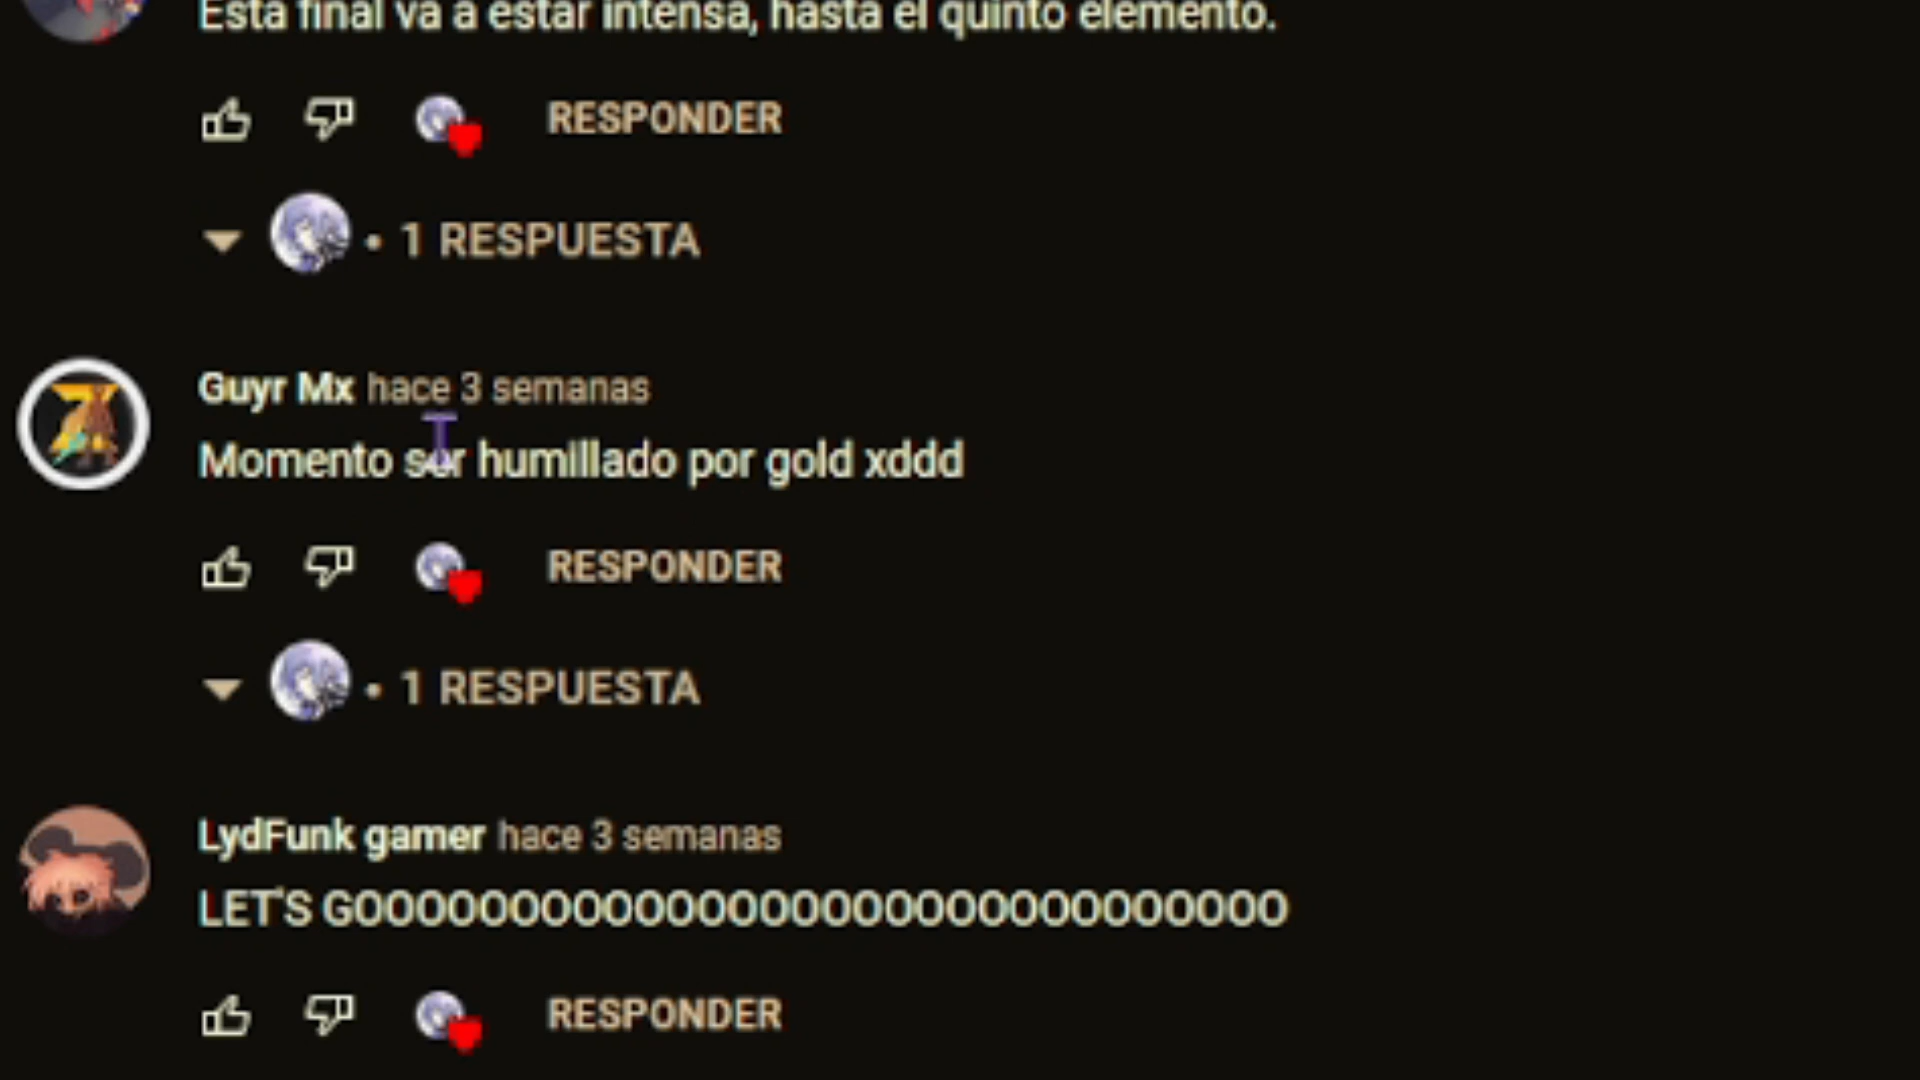 Esta final va a estar intensa, hasta el quinto elemento.
RESPONDER
• 1 RESPUESTA
Guyr Mx hace 3 semanas
Momento ser humillado por gold xddd
RESPONDER
• 1 RESPUESTA
LydFunk gamer hace 3 semanas
LET'S GOOOOOOOOOOOOOOOOOOOOOOOOOOOOOO
RESPONDER